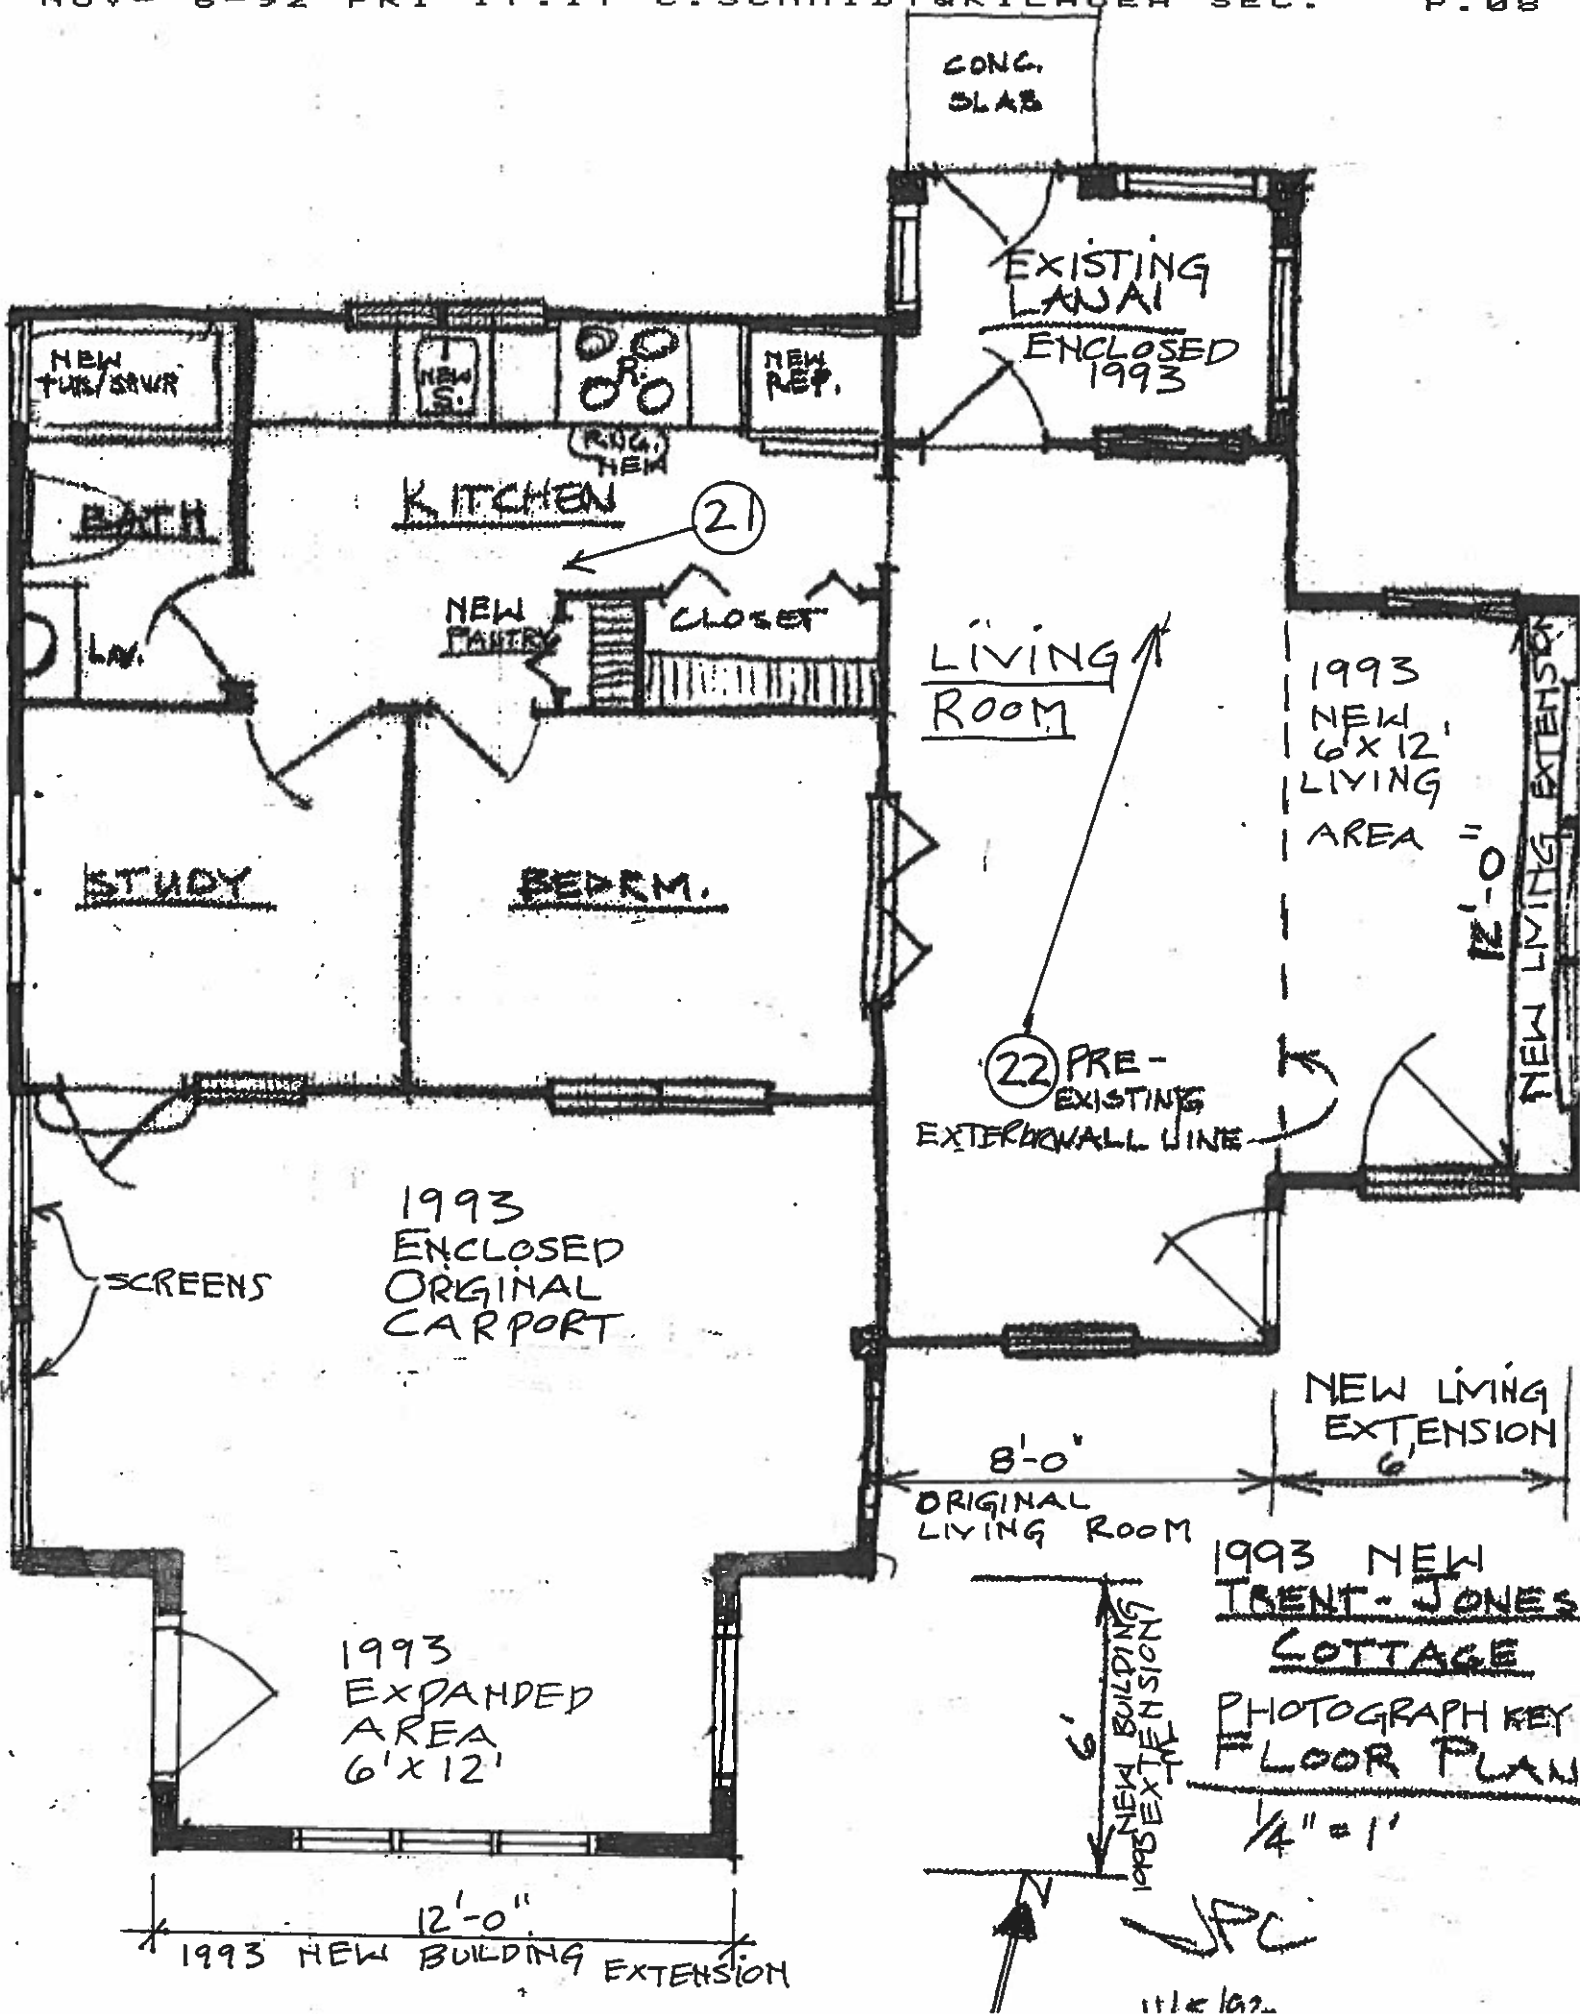 CONC.
SLAB
EXISTING
LANAI
ENCLOSED
1993
NEW
TUB/SHWR
NEW
S.
R.
NEW
REF.
RNG.
NEW
KITCHEN
21
BATH
LAV.
NEW
PANTRY
CLOSET
LIVING
ROOM
1993
NEW
6'X 12'
LIVING
AREA
12'-0"
NEW LIVING EXTENSION
STUDY
BEDRM.
22 PRE-
EXISTING
EXTERIOR WALL LINE
1993
ENCLOSED
ORIGINAL
CARPORT
SCREENS
NEW LIVING
EXTENSION
6'
8'-0"
ORIGINAL
LIVING ROOM
1993 NEW
TRENT-JONES
COTTAGE
PHOTOGRAPH KEY
FLOOR PLAN
1/4" = 1'
1993
EXPANDED
AREA
6'X 12'
6'
NEW BUILDING
1993 EXTENSION
N
JPC
12'-0"
1993 NEW BUILDING EXTENSION